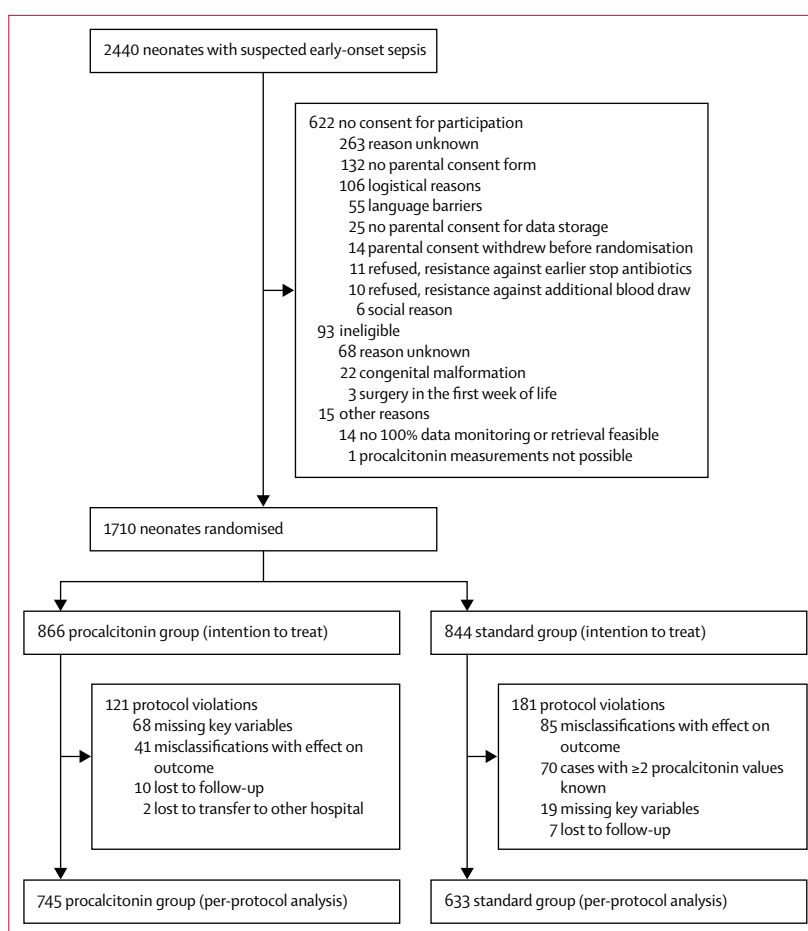 2440 neonates with suspected early-onset sepsis
622 no consent for participation
263 reason unknown
132 no parental consent form
106 logistical reasons
55 language barriers
25 no parental consent for data storage
14 parental consent withdrew before randomisation
11 refused, resistance against earlier stop antibiotics
10 refused, resistance against additional blood draw
6 social reason
93 ineligible
68 reason unknown
22 congenital malformation
3 surgery in the first week of life
15 other reasons
14 no 100% data monitoring or retrieval feasible
1 procalcitonin measurements not possible
1710 neonates randomised
866 procalcitonin group (intention to treat)
844 standard group (intention to treat)
121 protocol violations
68 missing key variables
41 misclassifications with effect on
outcome
10 lost to follow-up
2 lost to transfer to other hospital
181 protocol violations
85 misclassifications with effect on
outcome
70 cases with ≥2 procalcitonin values
known
19 missing key variables
7 lost to follow-up
745 procalcitonin group (per-protocol analysis)
633 standard group (per-protocol analysis)